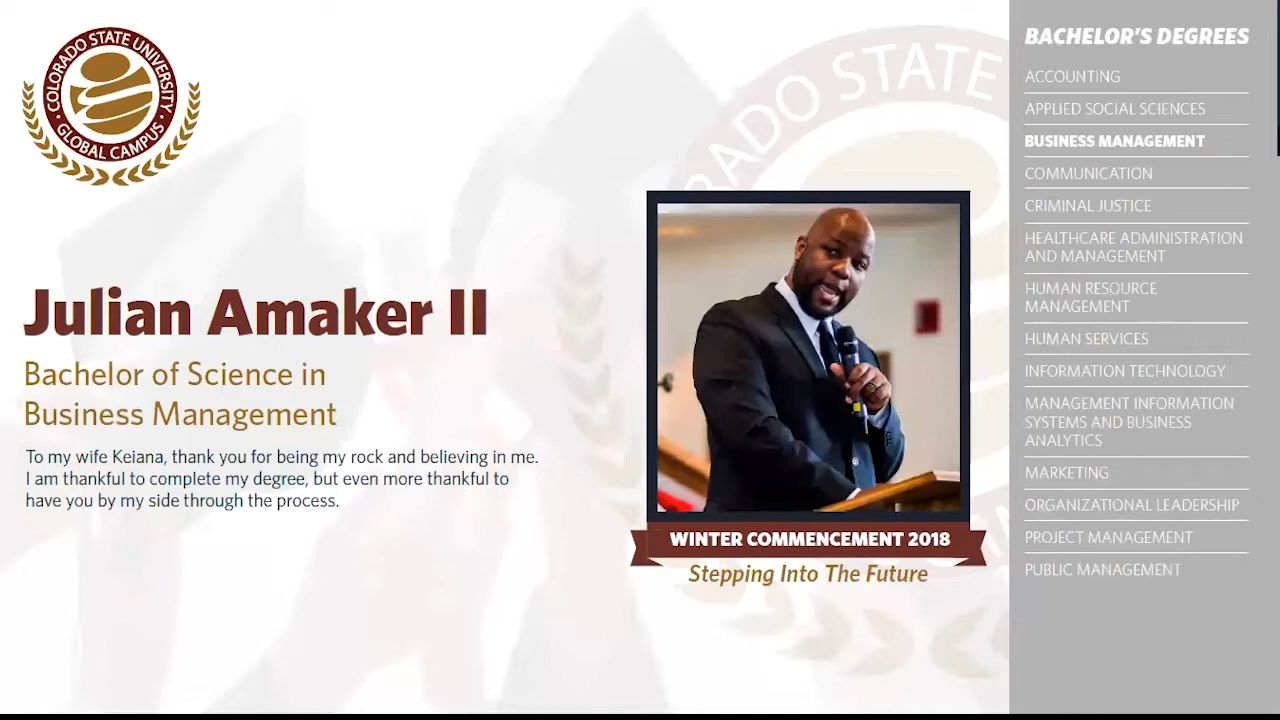 COLORADO STATE UNIVERSITY
GLOBAL CAMPUS
Julian Amaker II
Bachelor of Science in
Business Management
To my wife Keiana, thank you for being my rock and believing in me.
I am thankful to complete my degree, but even more thankful to
have you by my side through the process.
WINTER COMMENCEMENT 2018
Stepping Into The Future
BACHELOR'S DEGREES
ACCOUNTING
APPLIED SOCIAL SCIENCES
BUSINESS MANAGEMENT
COMMUNICATION
CRIMINAL JUSTICE
HEALTHCARE ADMINISTRATION
AND MANAGEMENT
HUMAN RESOURCE
MANAGEMENT
HUMAN SERVICES
INFORMATION TECHNOLOGY
MANAGEMENT INFORMATION
SYSTEMS AND BUSINESS
ANALYTICS
MARKETING
ORGANIZATIONAL LEADERSHIP
PROJECT MANAGEMENT
PUBLIC MANAGEMENT